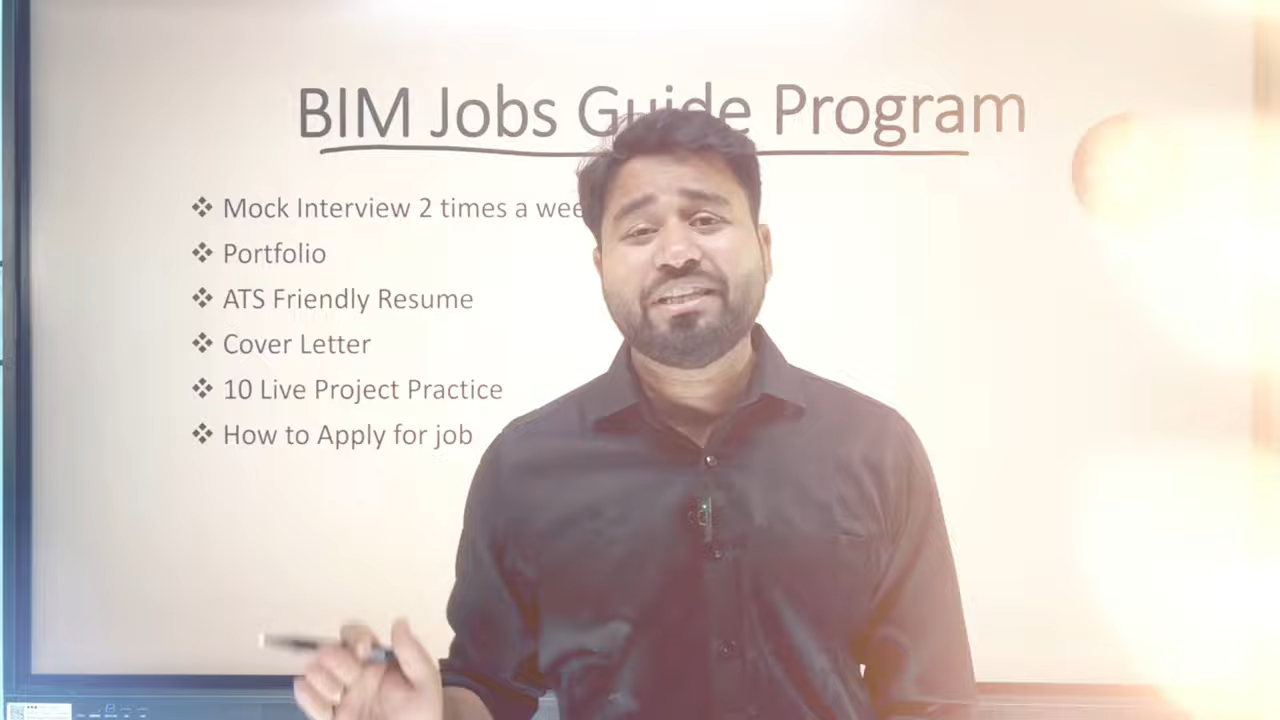 BIM Jobs Guide Program
❖ Mock Interview 2 times a wee
❖ Portfolio
❖ ATS Friendly Resume
❖ Cover Letter
❖ 10 Live Project Practice
❖ How to Apply for job